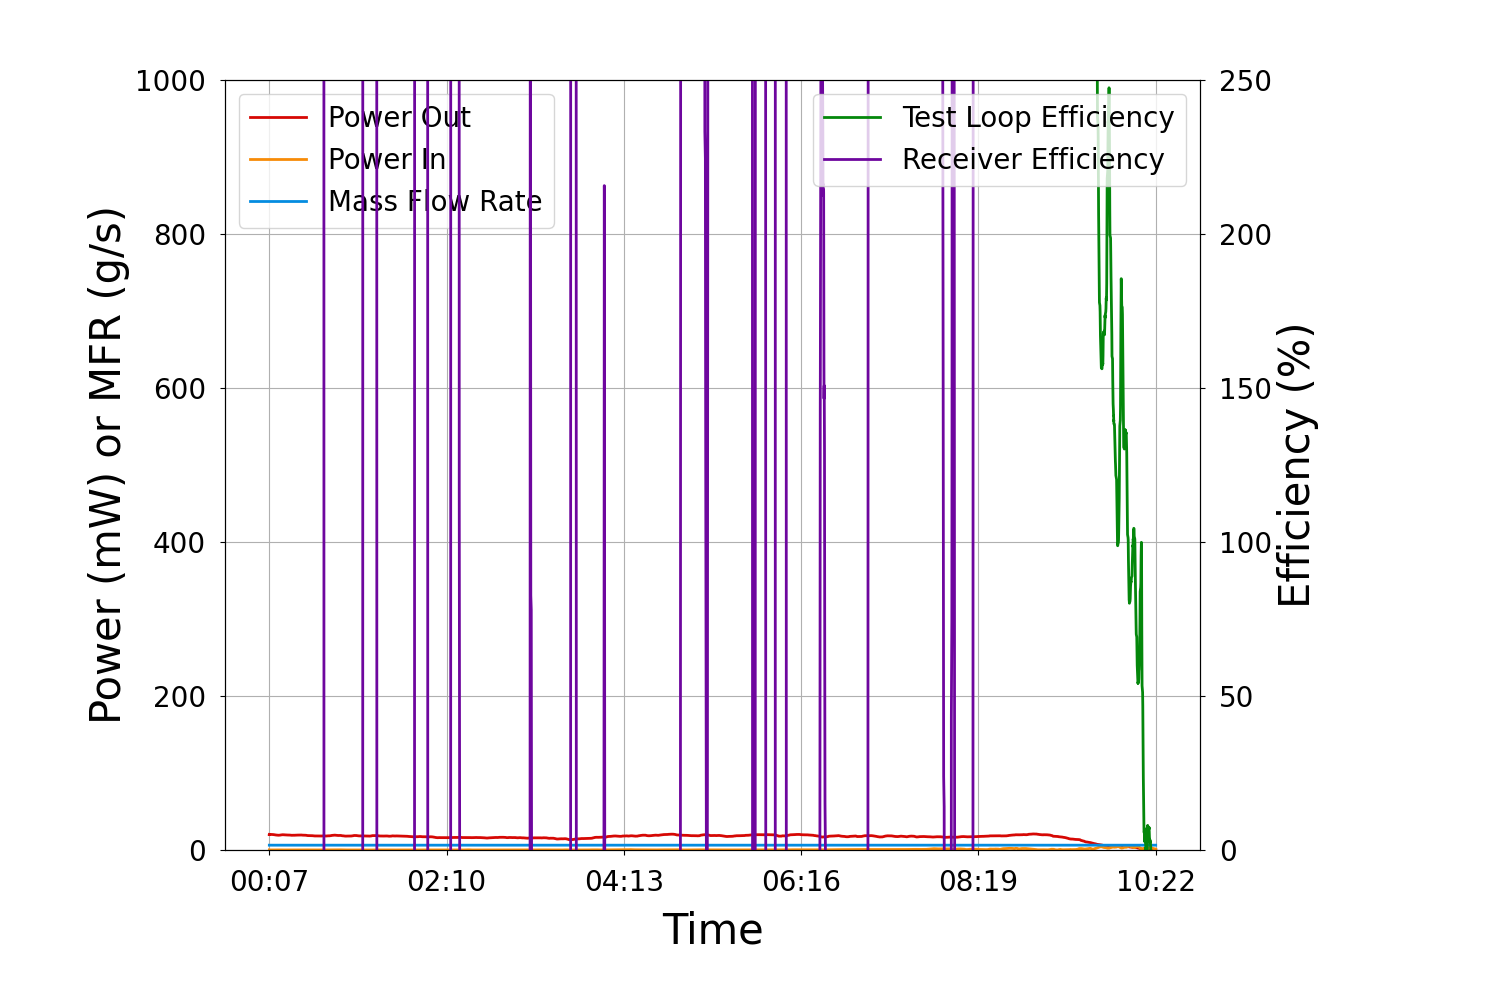 1000
800
600
400
200
0
Power (mW) or MFR (g/s)
Power Out
Power In
Mass Flow Rate
Test Loop Efficiency
Receiver Efficiency
250
200
150
100
50
0
Efficiency (%)
00:07 02:10 04:13 06:16 08:19 10:22
Time